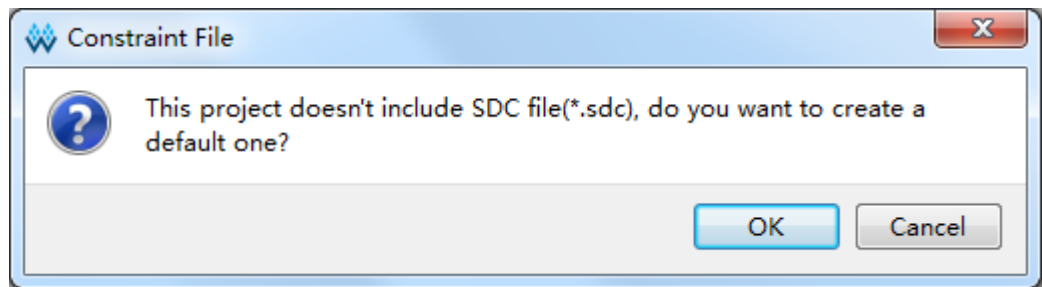 Constraint File
This project doesn't include SDC file(*.sdc), do you want to create a
default one?
OK
Cancel